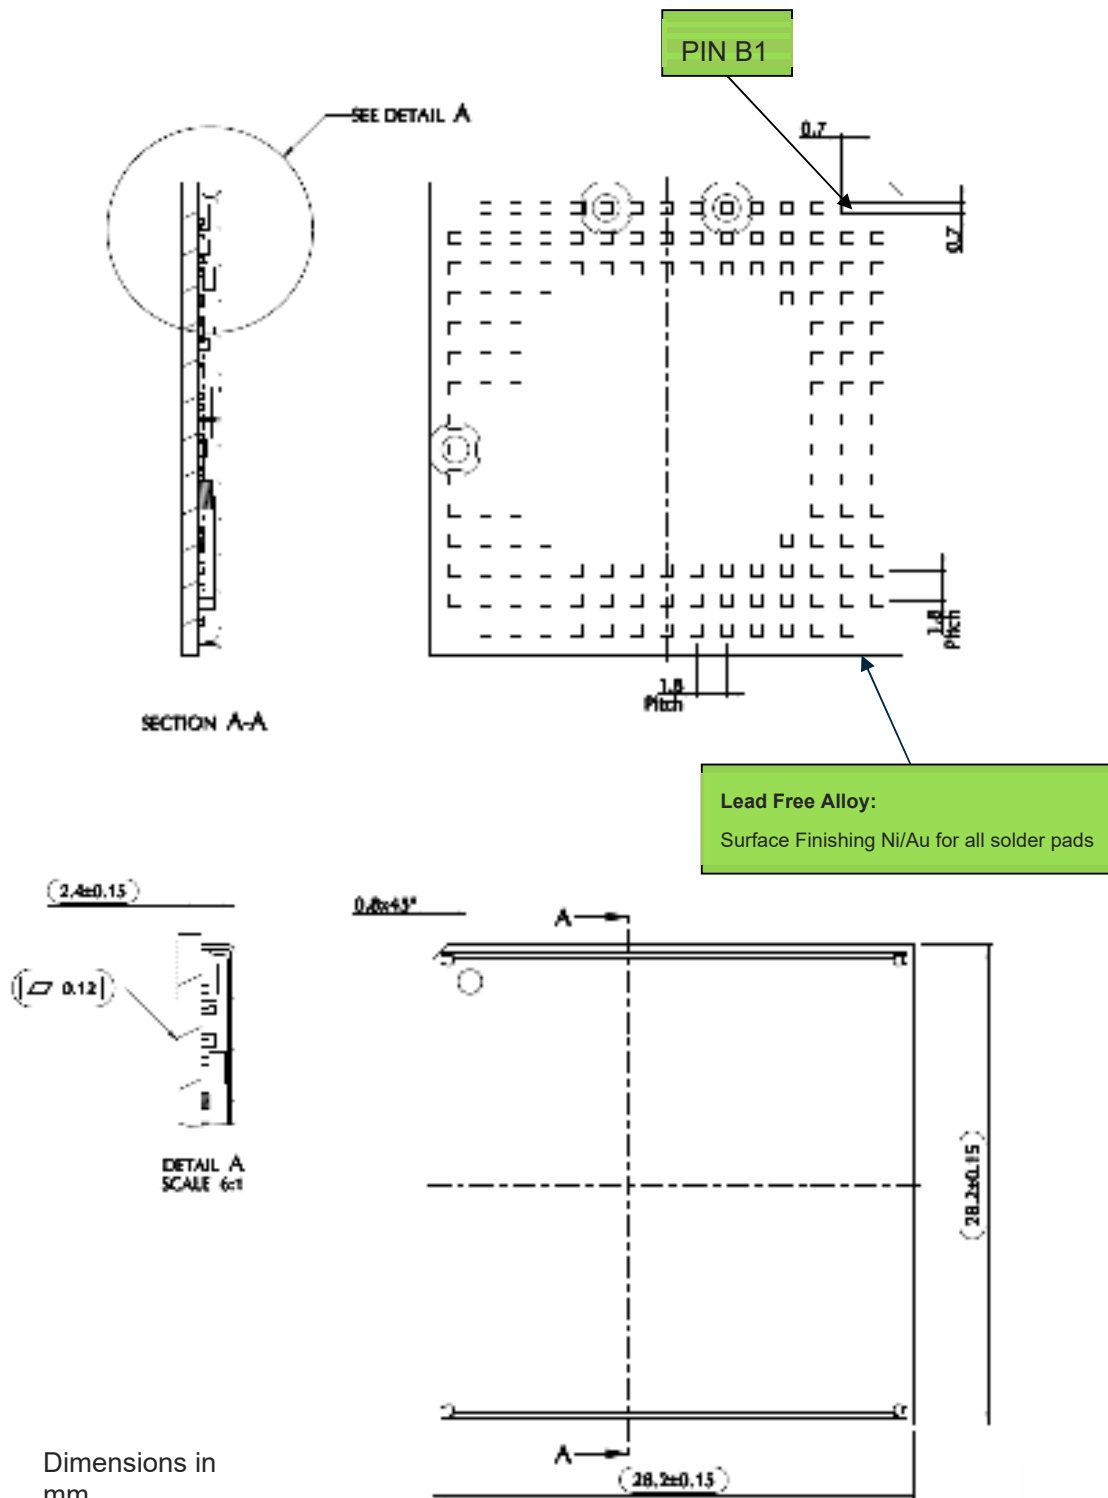 PIN B1
SEE DETAIL A
0.7
0.7
1.8
Pitch
1.8
Pitch
SECTION A-A
Lead Free Alloy:
Surface Finishing Ni/Au for all solder pads
2.4±0.15
0.8x45°
A
0.12
DETAIL A
SCALE 6:1
28.2±0.15
A
28.2±0.15
Dimensions in
mm